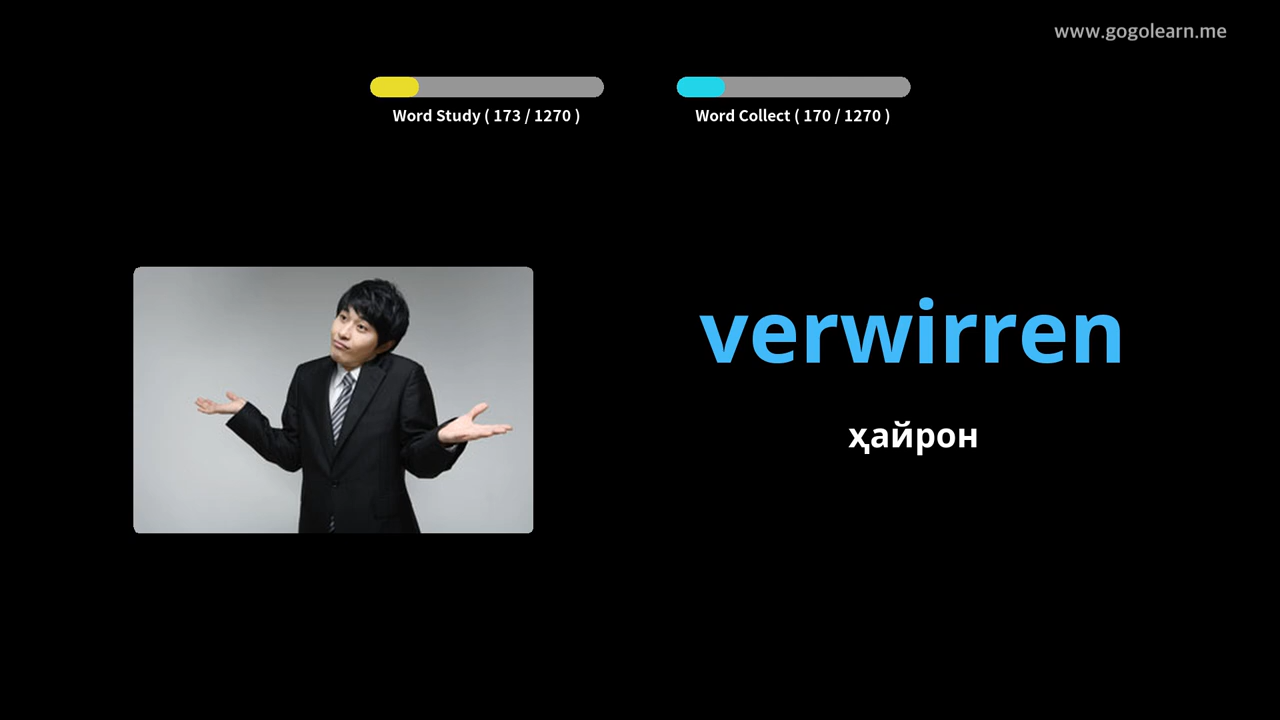 www.gogolearn.me
Word Study ( 173 / 1270 )
Word Collect ( 170 / 1270 )
verwirren
ҳайрон